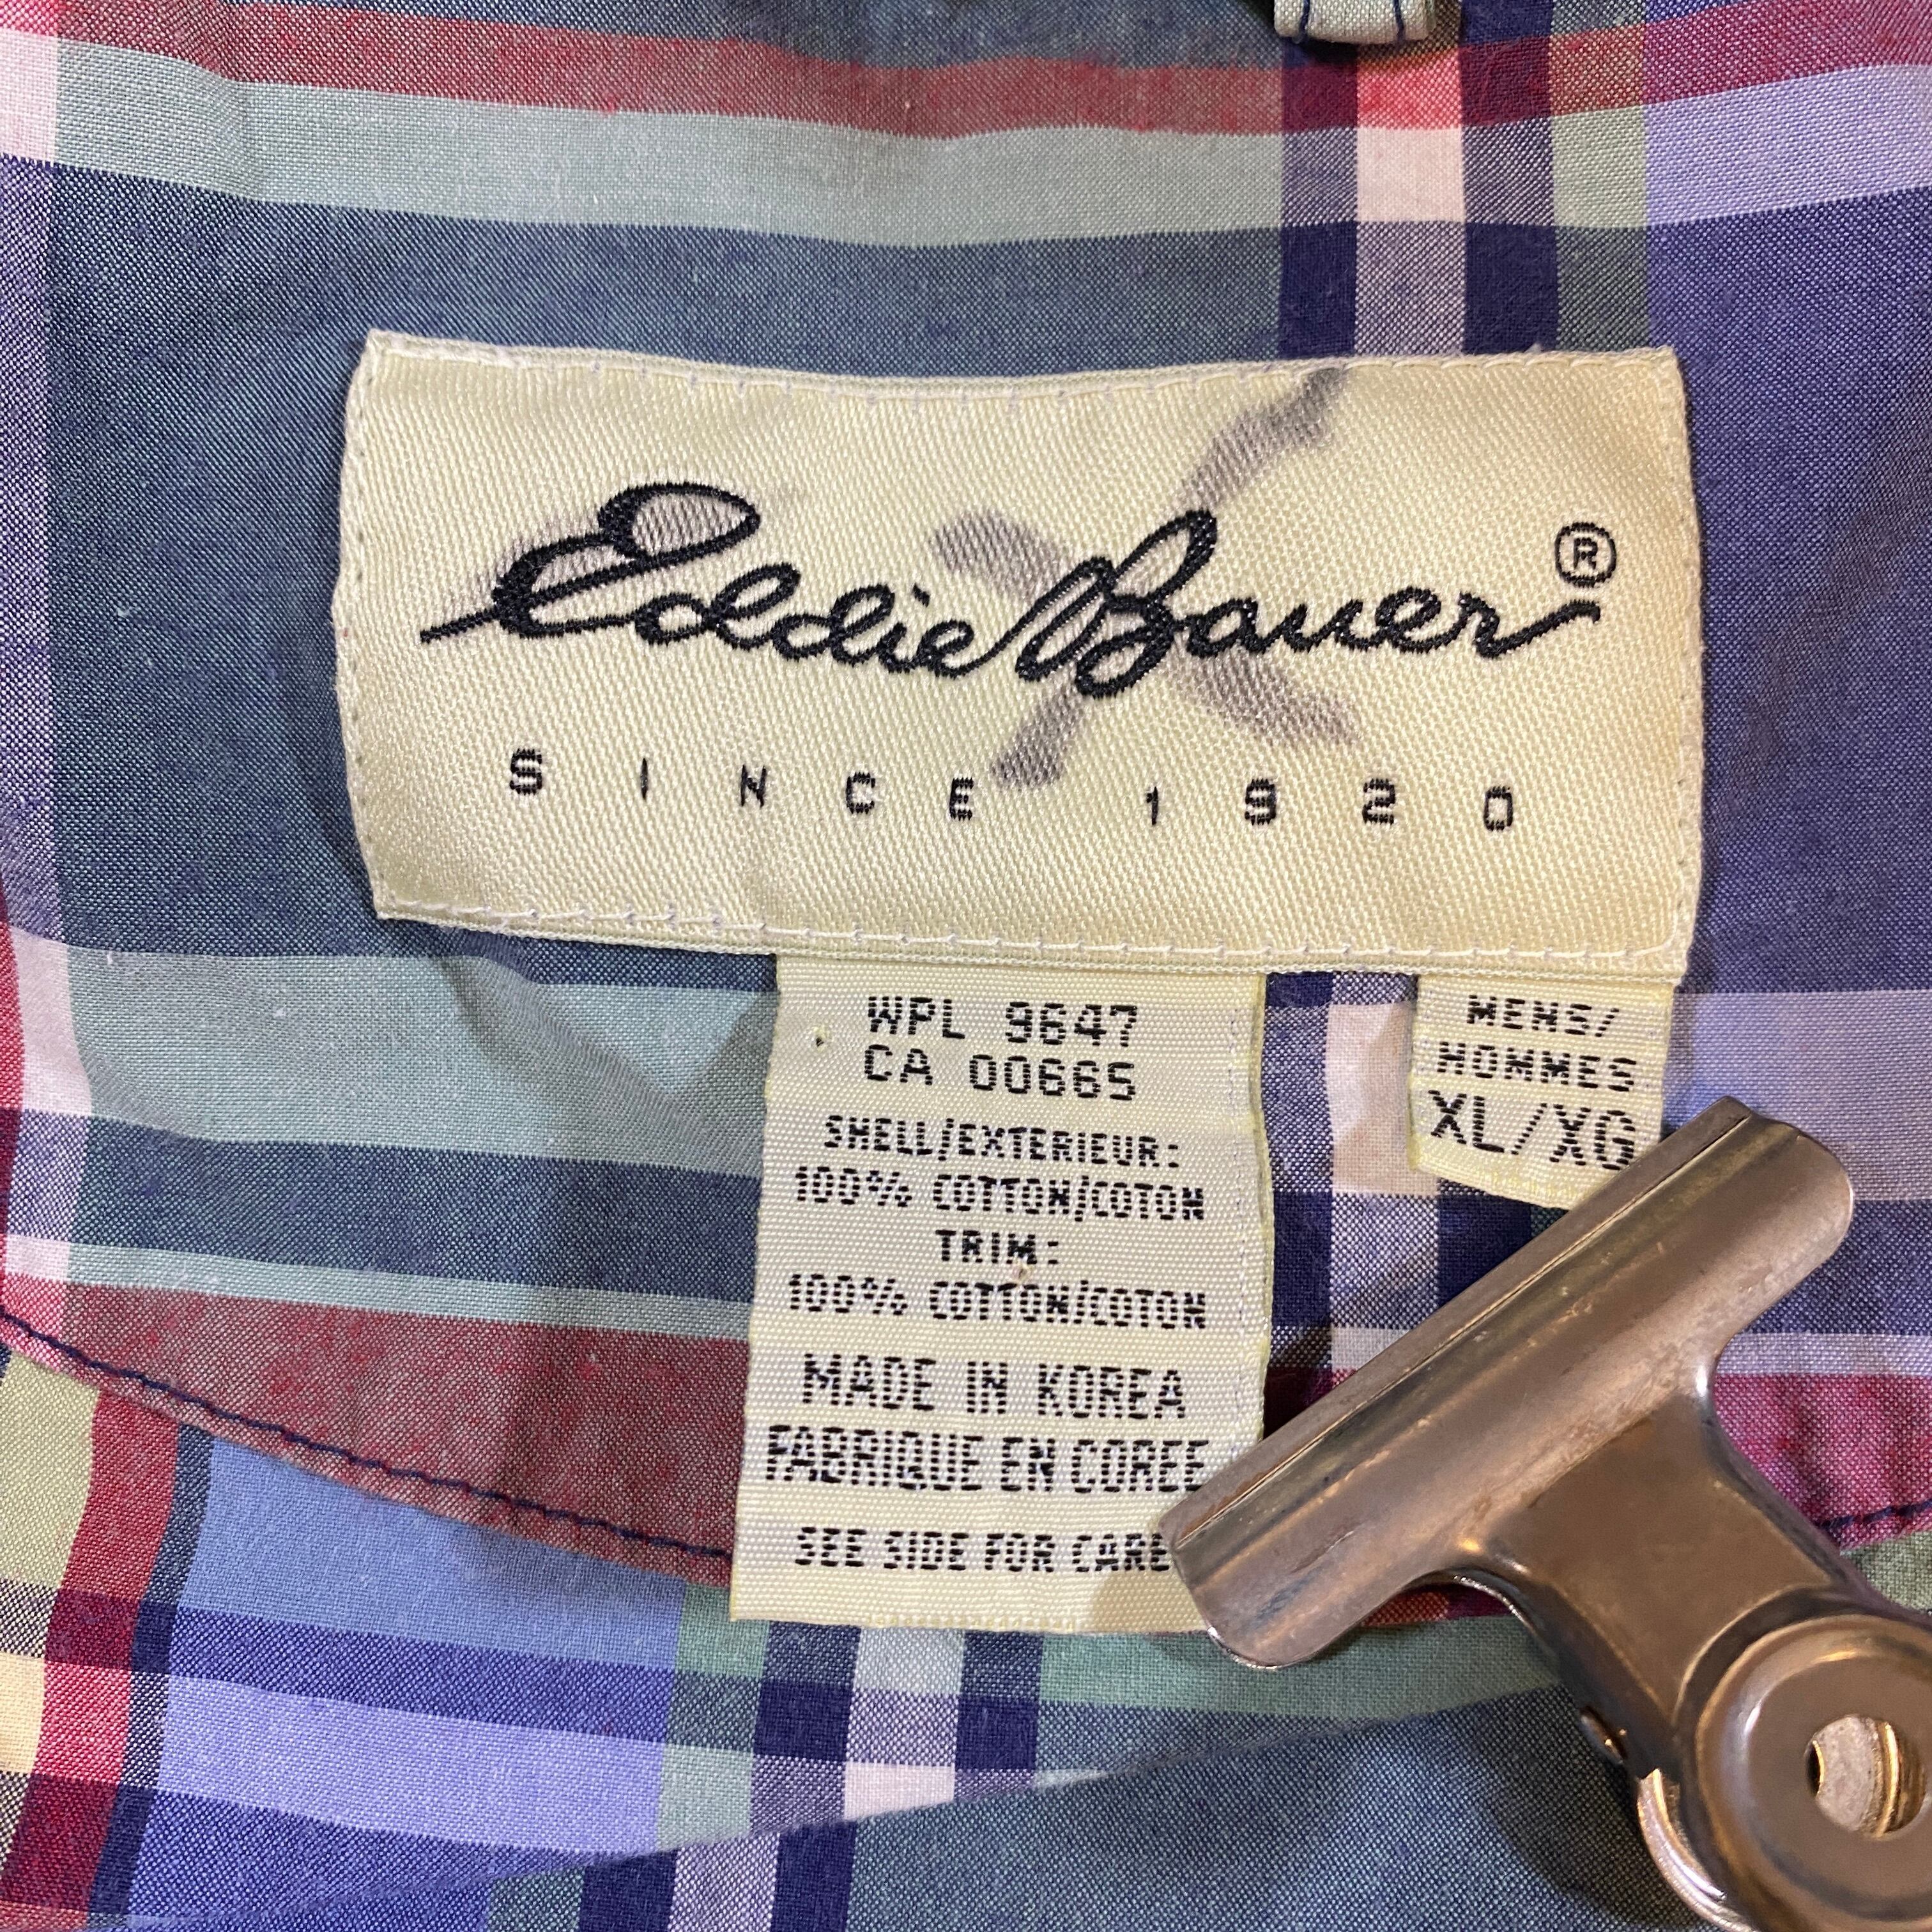 Eddie Bauer®
SINCE 1920
WPL 9647
CA 00665
SHELL/EXTERIEUR:
100% COTTON/COTON
TRIM:
100% COTTON/COTON
MADE IN KOREA
FABRIQUE EN COREE
SEE SIDE FOR CARE
MENS/
HOMMES
XL/XG